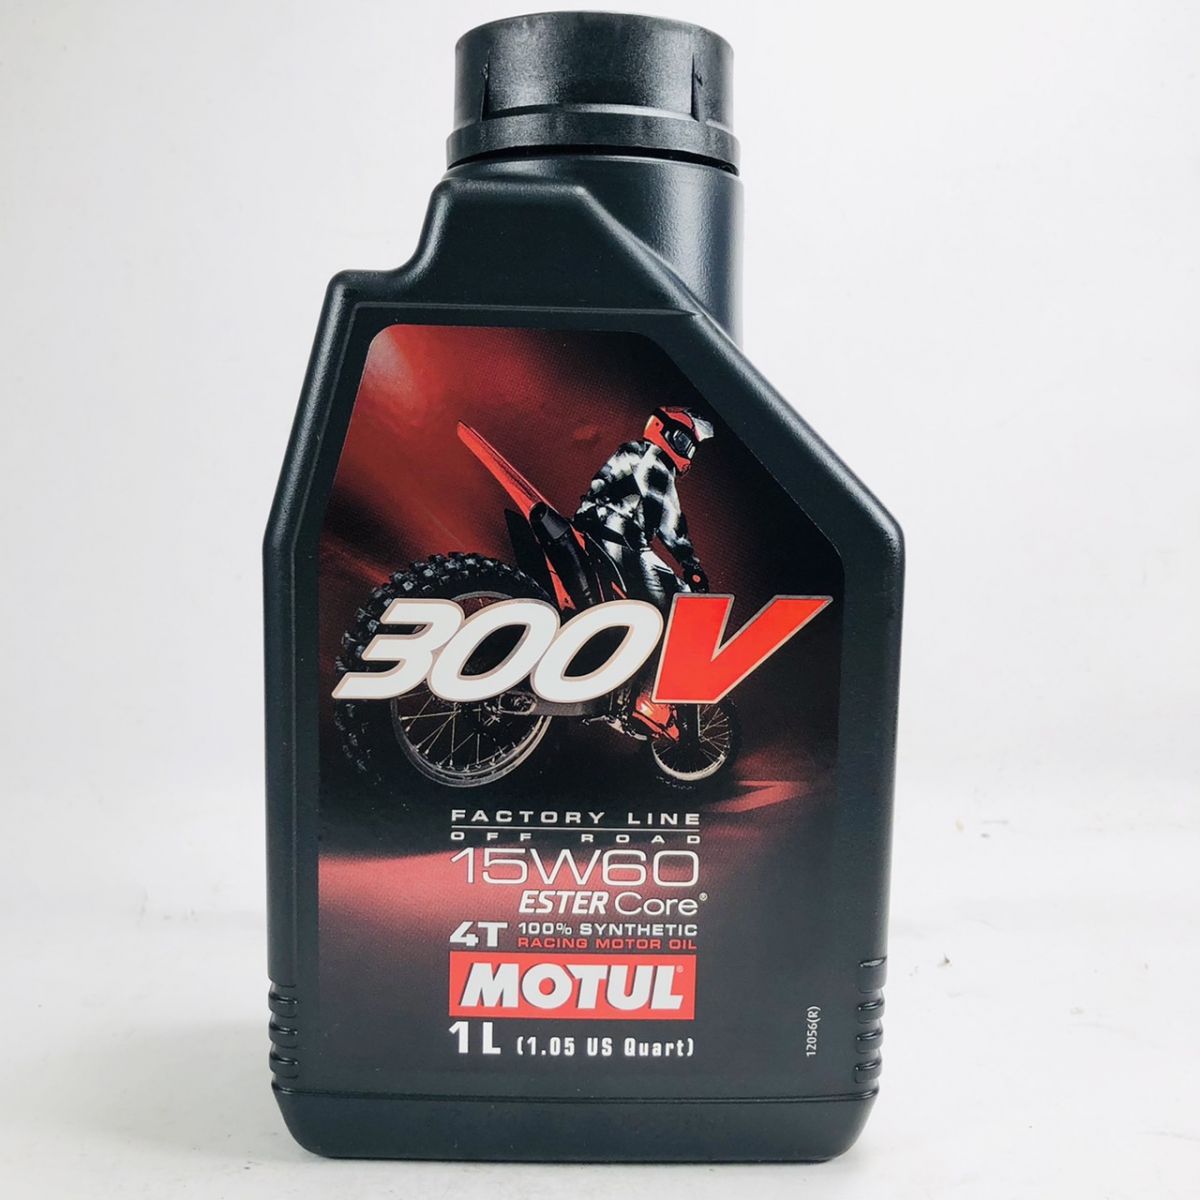 300V
FACTORY LINE
OFF ROAD
15W60
ESTER Core®
4T 100% SYNTHETIC
RACING MOTOR OIL
MOTUL®
1L (1.05 US Quart)
12056(R)